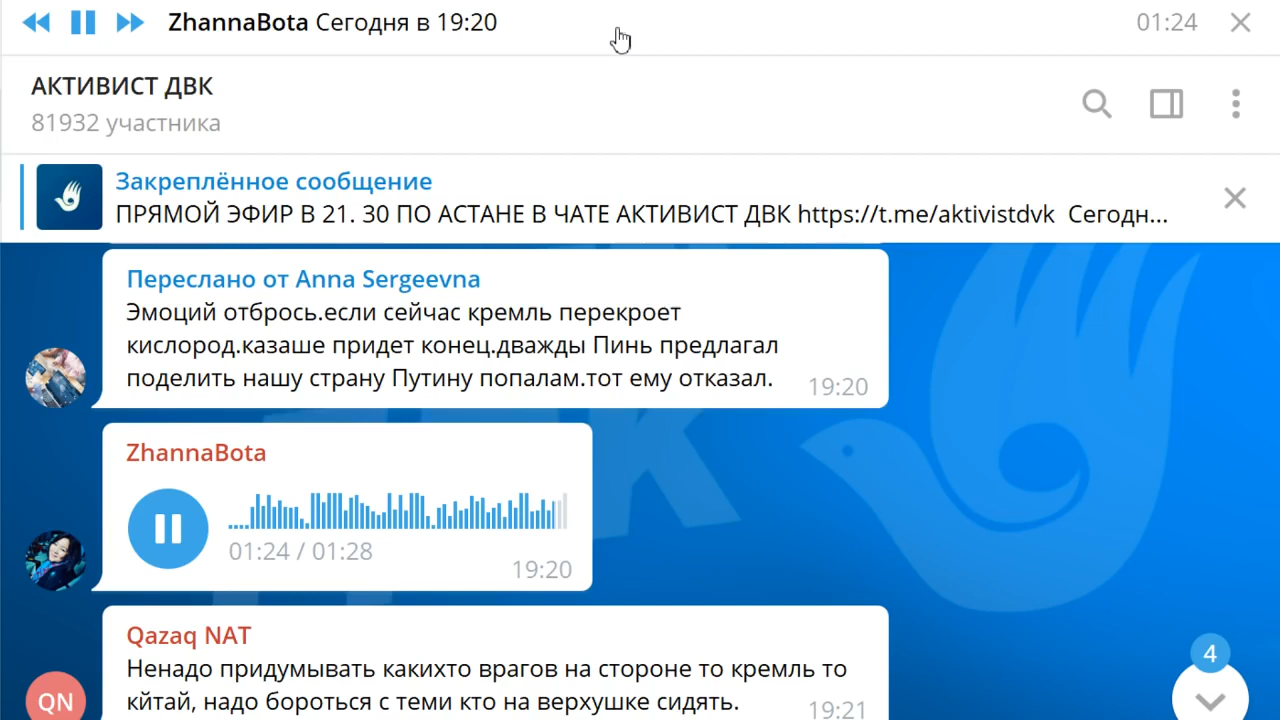 ZhannaBota Сегодня в 19:20
01:24
АКТИВИСТ ДВК
81932 участника
Закреплённое сообщение
ПРЯМОЙ ЭФИР В 21. 30 ПО АСТАНЕ В ЧАТЕ АКТИВИСТ ДВК https://t.me/aktivistdvk Сегодн...
Переслано от Anna Sergeevna
Эмоций отбрось.если сейчас кремль перекроет
кислород.казаше придет конец.дважды Пинь предлагал
поделить нашу страну Путину попалам.тот ему отказал.
19:20
ZhannaBota
01:24 / 01:28
19:20
Qazaq NAT
Ненадо придумывать какихто врагов на стороне то кремль то
кйтай, надо бороться с теми кто на верхушке сидять.
19:21
QN
4